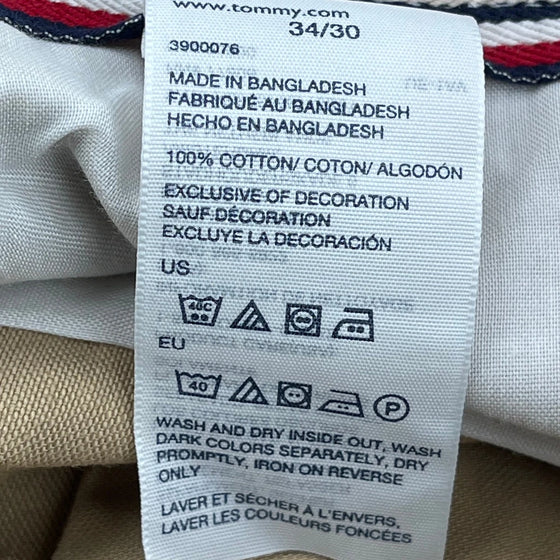 www.tommy.com
34/30
3900076
MADE IN BANGLADESH
FABRIQUÉ AU BANGLADESH
HECHO EN BANGLADESH
100% COTTON/ COTON/ ALGODÓN
EXCLUSIVE OF DECORATION
SAUF DÉCORATION
EXCLUYE LA DECORACIÓN
US
40C
EU
40
P
WASH AND DRY INSIDE OUT, WASH
DARK COLORS SEPARATELY, DRY
PROMPTLY, IRON ON REVERSE
ONLY
LAVER ET SÉCHER À L'ENVERS,
LAVER LES COULEURS FONCÉES